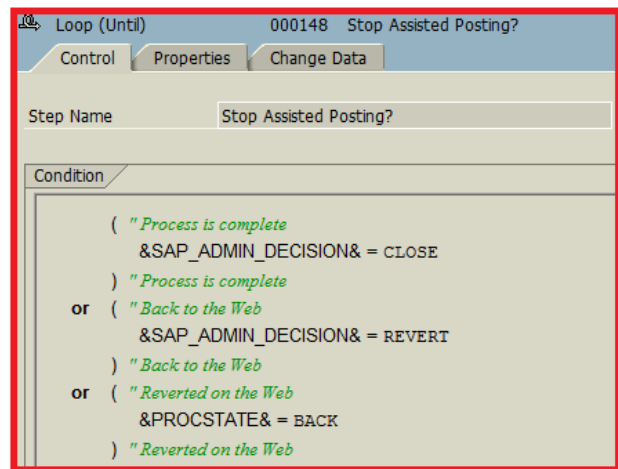 Loop (Until) 000148 Stop Assisted Posting?
Control Properties Change Data
Step Name Stop Assisted Posting?
Condition
( "Process is complete
&SAP_ADMIN_DECISION& = CLOSE
) "Process is complete
or ( "Back to the Web
&SAP_ADMIN_DECISION& = REVERT
) "Back to the Web
or ( "Reverted on the Web
&PROCSTATE& = BACK
) "Reverted on the Web